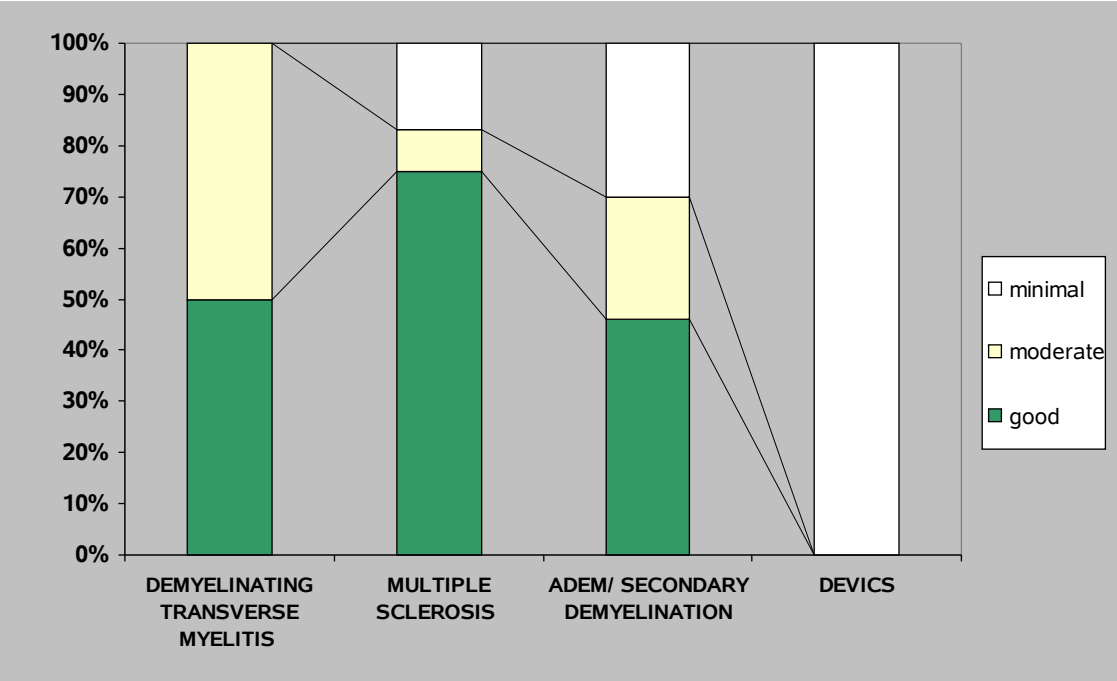 100%
90%
80%
70%
60%
50%
40%
30%
20%
10%
0%
DEMYELINATING
TRANSVERSE
MYELITIS
MULTIPLE
SCLEROSIS
ADEM/ SECONDARY
DEMYELINATION
DEVICS
minimal
moderate
good